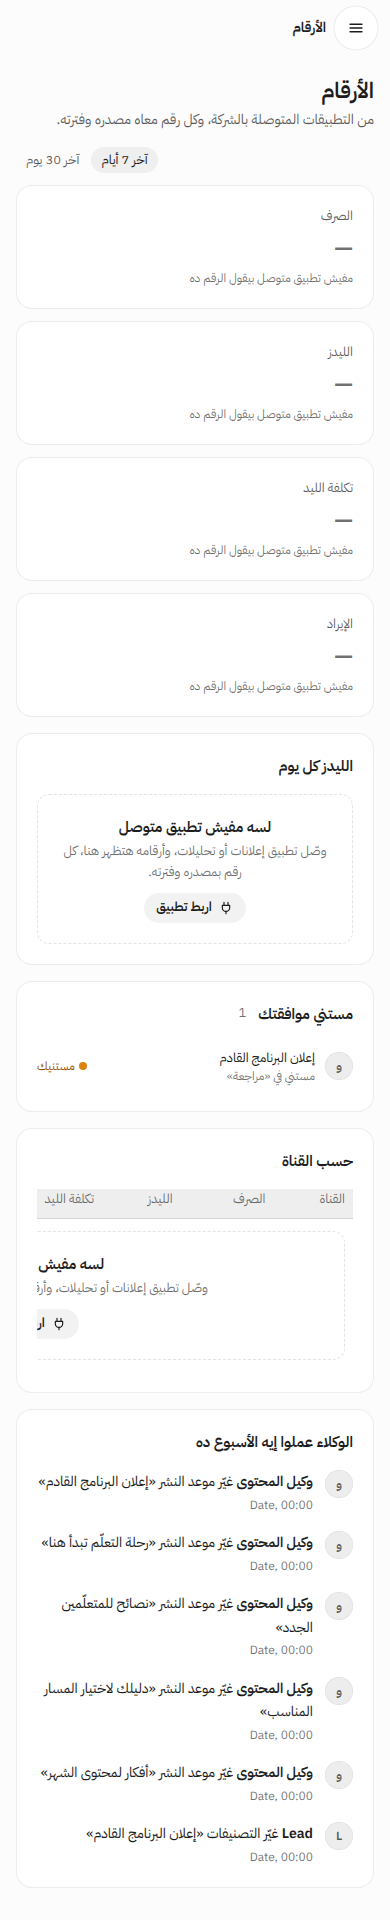 الأرقام
الأرقام
من التطبيقات المتوصلة بالشركة، وكل رقم معاه مصدره وفترته.
آخر 7 أيام
آخر 30 يوم
الصرف
—
مفيش تطبيق متوصل بيقول الرقم ده
الليدز
—
مفيش تطبيق متوصل بيقول الرقم ده
تكلفة الليد
—
مفيش تطبيق متوصل بيقول الرقم ده
الإيراد
—
مفيش تطبيق متوصل بيقول الرقم ده
الليدز كل يوم
لسه مفيش تطبيق متوصل
وصّل تطبيق إعلانات أو تحليلات، وأرقامه هتظهر هنا، كل
رقم بمصدره وفترته.
اربط تطبيق
مستني موافقتك 1
و
إعلان البرنامج القادم
مستنيك
مستني في «مراجعة»
حسب القناة
القناة الصرف الليدز تكلفة الليد
لسه مفيش
وصّل تطبيق إعلانات أو تحليلات، وأرق
ار
الوكلاء عملوا إيه الأسبوع ده
و
وكيل المحتوى غيّر موعد النشر «إعلان البرنامج القادم»
Date, 00:00
و
وكيل المحتوى غيّر موعد النشر «رحلة التعلّم تبدأ هنا»
Date, 00:00
و
وكيل المحتوى غيّر موعد النشر «نصائح للمتعلّمين
الجدد»
Date, 00:00
و
وكيل المحتوى غيّر موعد النشر «دليلك لاختيار المسار
المناسب»
Date, 00:00
و
وكيل المحتوى غيّر موعد النشر «أفكار لمحتوى الشهر»
Date, 00:00
L
Lead غيّر التصنيفات «إعلان البرنامج القادم»
Date, 00:00